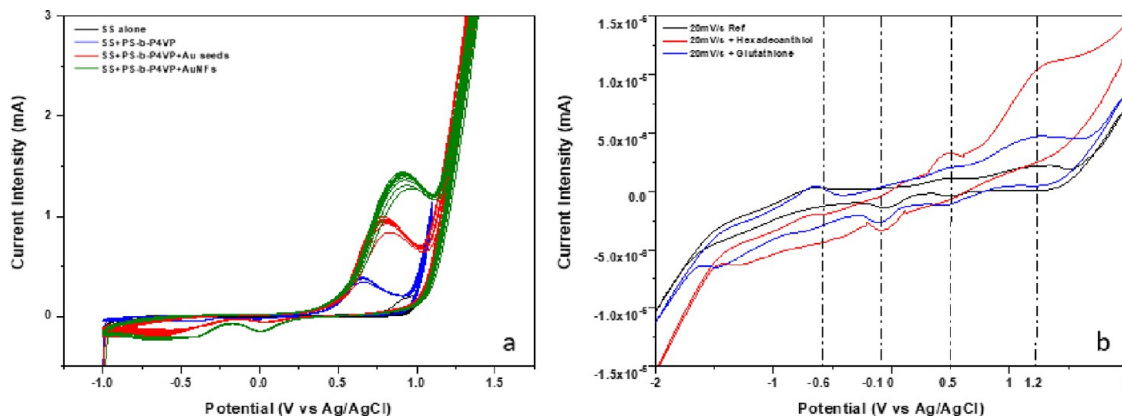 SS alone
SS+PS-b-P4VP
SS+PS-b-P4VP+Au seeds
SS+PS-b-P4VP+AuNFs
Current Intensity (mA)
3
2
1
0
-1.0 -0.5 0.0 0.5 1.0 1.5
Potential (V vs Ag/AgCl)
a
20mV/s Ref
20mV/s + Hexadecanthiol
20mV/s + Glutathione
Current Intensity (mA)
1.5x10⁻⁵
1.0x10⁻⁵
5.0x10⁻⁶
0.0
-5.0x10⁻⁶
-1.0x10⁻⁵
-1.5x10⁻⁵
-2 -1 -0.6 -0.1 0 0.5 1 1.2
Potential (V vs Ag/AgCl)
b